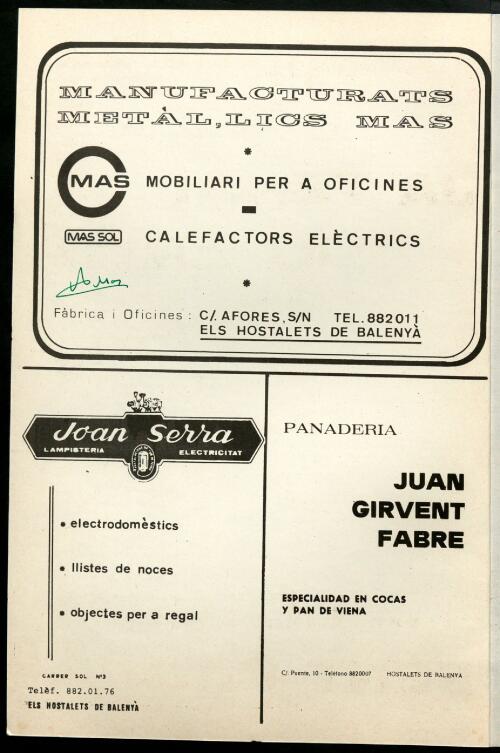 MANUFACTURATS
METÀL,LICS MAS
*
MAS MOBILIARI PER A OFICINES
MAS SOL CALEFACTORS ELÈCTRICS
*
Fàbrica i Oficines : C/. AFORES, S/N TEL. 882011
ELS HOSTALETS DE BALENYÀ
Joan Serra
LAMPISTERIA ELECTRICITAT
• electrodomèstics
• llistes de noces
• objectes per a regal
CARRER SOL Nº3
Telèf. 882.01.76
ELS HOSTALETS DE BALENYÀ
PANADERIA
JUAN
GIRVENT
FABRE
ESPECIALIDAD EN COCAS
Y PAN DE VIENA
C/. Puente, 10 - Teléfono 8820007 HOSTALETS DE BALENYA